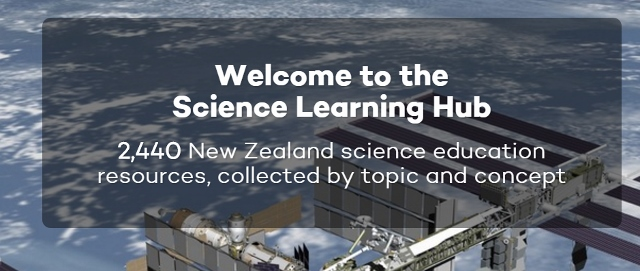 Welcome to the
Science Learning Hub
2,440 New Zealand science education
resources, collected by topic and concept